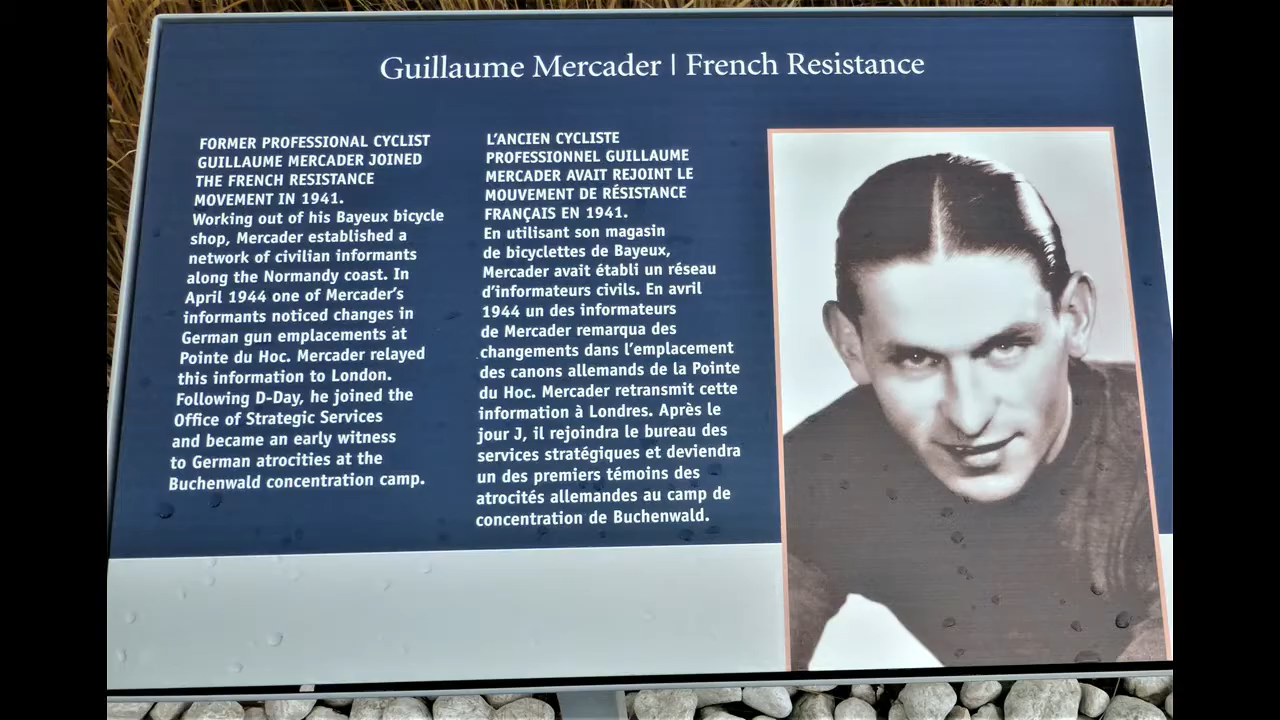 Guillaume Mercader | French Resistance
FORMER PROFESSIONAL CYCLIST
GUILLAUME MERCADER JOINED
THE FRENCH RESISTANCE
MOVEMENT IN 1941.
Working out of his Bayeux bicycle
shop, Mercader established a
network of civilian informants
along the Normandy coast. In
April 1944 one of Mercader's
informants noticed changes in
German gun emplacements at
Pointe du Hoc. Mercader relayed
this information to London.
Following D-Day, he joined the
Office of Strategic Services
and became an early witness
to German atrocities at the
Buchenwald concentration camp.
L'ANCIEN CYCLISTE
PROFESSIONNEL GUILLAUME
MERCADER AVAIT REJOINT LE
MOUVEMENT DE RÉSISTANCE
FRANÇAIS EN 1941.
En utilisant son magasin
de bicyclettes de Bayeux,
Mercader avait établi un réseau
d'informateurs civils. En avril
1944 un des informateurs
de Mercader remarqua des
changements dans l'emplacement
des canons allemands de la Pointe
du Hoc. Mercader retransmit cette
information à Londres. Après le
jour J, il rejoindra le bureau des
services stratégiques et deviendra
un des premiers témoins des
atrocités allemandes au camp de
concentration de Buchenwald.